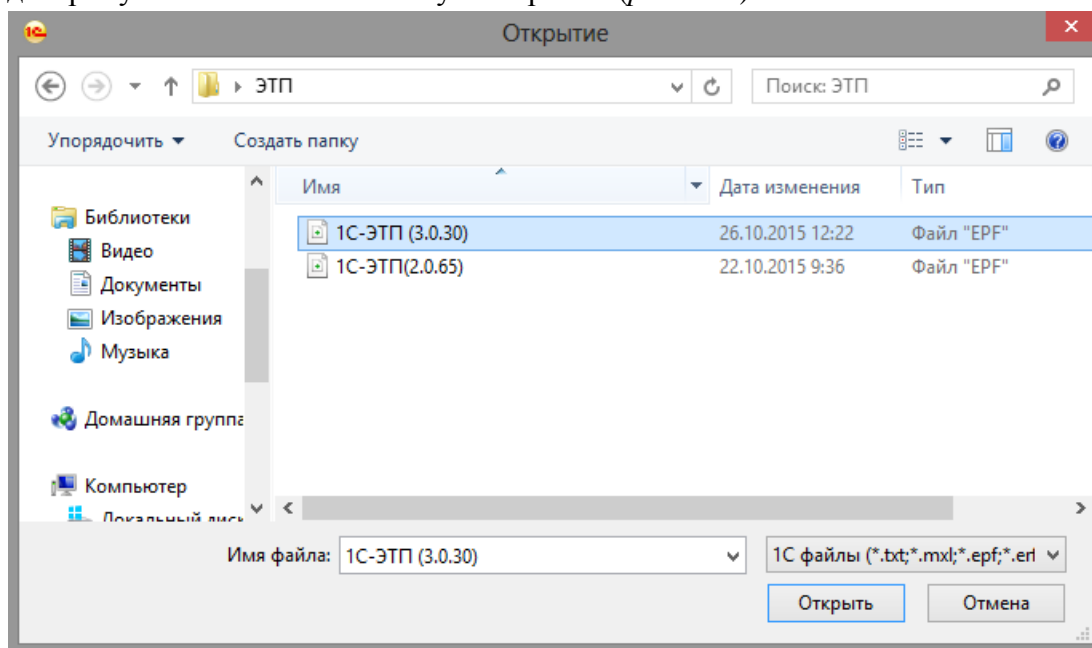 Открытие
ЭТП
Поиск: ЭТП
Упорядочить
Создать папку
Имя
Дата изменения
Тип
Библиотеки
Видео
Документы
Изображения
Музыка
Домашняя группа
Компьютер
Локальный диск
1С-ЭТП (3.0.30) 26.10.2015 12:22 Файл "EPF"
1С-ЭТП(2.0.65) 22.10.2015 9:36 Файл "EPF"
Имя файла: 1С-ЭТП (3.0.30)
1С файлы (*.txt;*.mxl;*.epf;*.erf
Открыть
Отмена